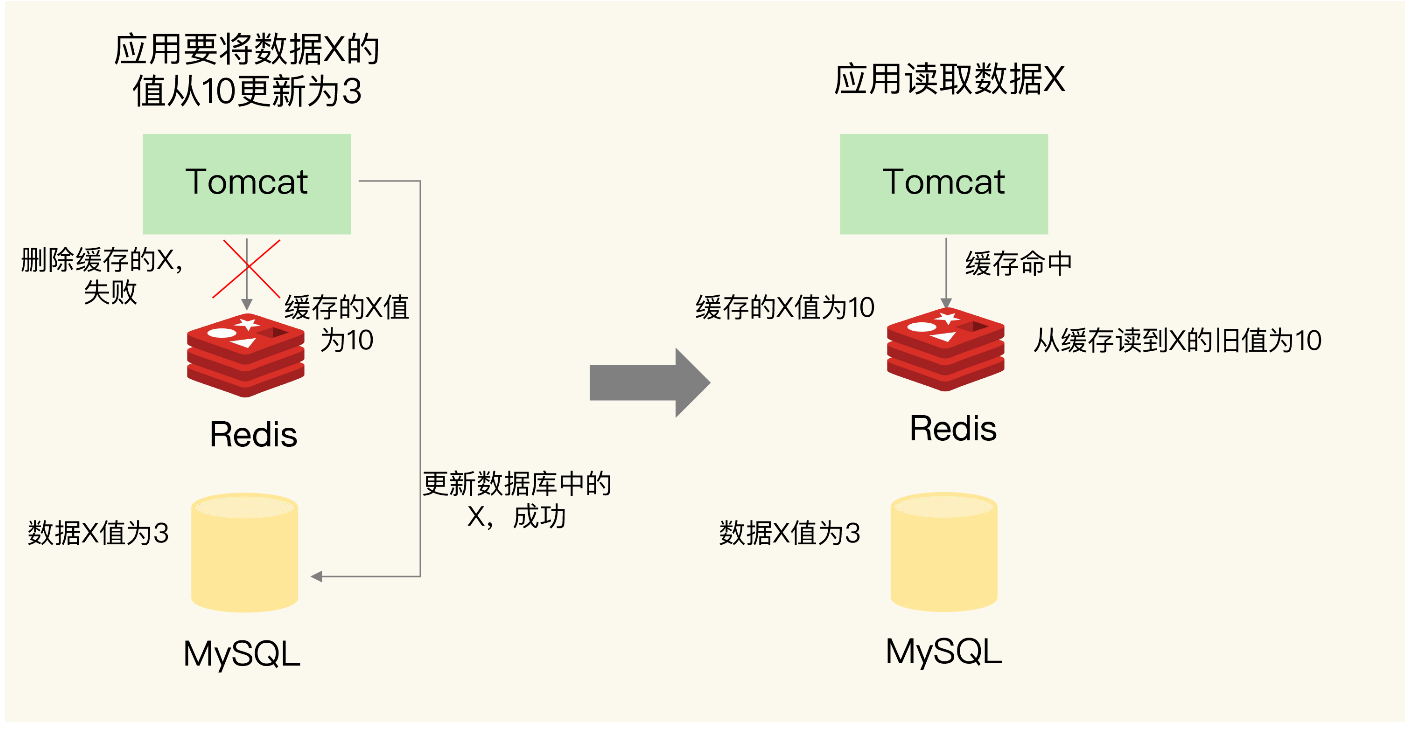 应用要将数据X的
值从10更新为3
Tomcat
删除缓存的X,
失败
缓存的X值
为10
Redis
更新数据库中的
X，成功
数据X值为3
MySQL
应用读取数据X
Tomcat
缓存命中
缓存的X值为10
从缓存读到X的旧值为10
Redis
数据X值为3
MySQL